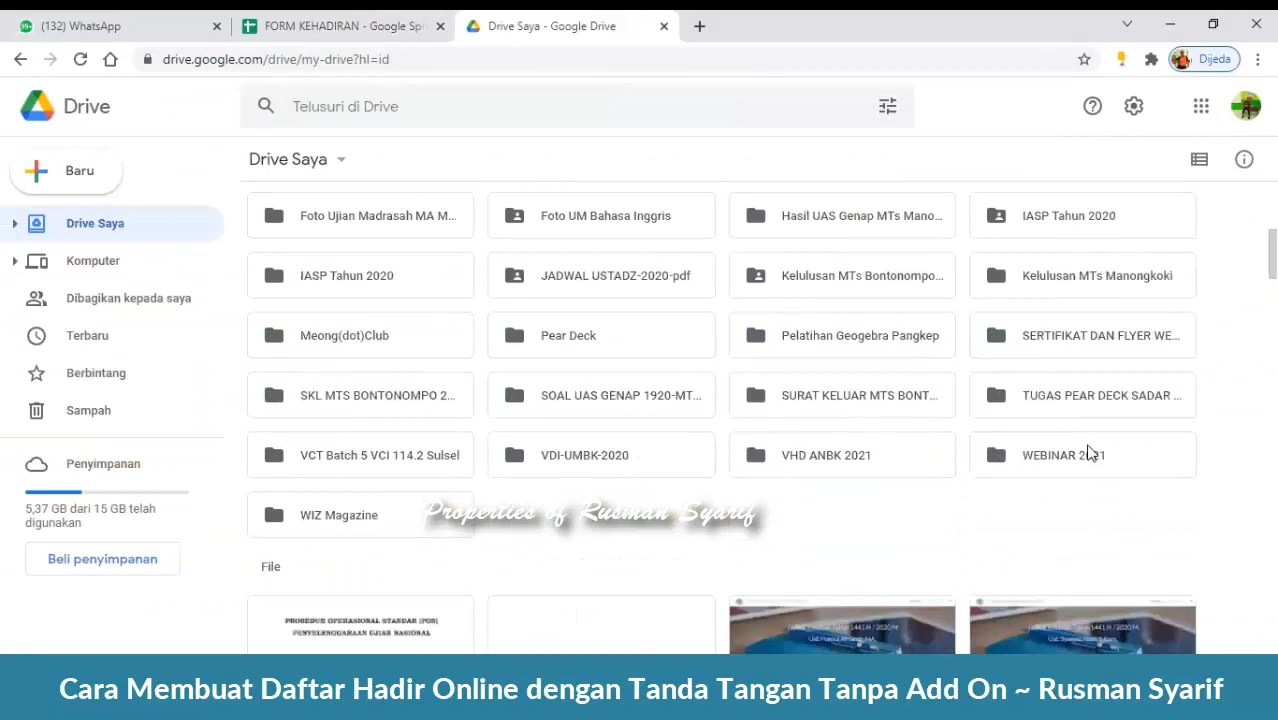 (132) WhatsApp
FORM KEHADIRAN - Google Spr
Drive Saya - Google Drive
drive.google.com/drive/my-drive?hl=id
Dijeda
Drive
Telusuri di Drive
Baru
Drive Saya
Drive Saya
Komputer
Dibagikan kepada saya
Terbaru
Berbintang
Sampah
Penyimpanan
5,37 GB dari 15 GB telah
digunakan
Beli penyimpanan
Foto Ujian Madrasah MA M...
Foto UM Bahasa Inggris
Hasil UAS Genap MTs Mano...
IASP Tahun 2020
IASP Tahun 2020
JADWAL USTADZ-2020-pdf
Kelulusan MTs Bontonompo...
Kelulusan MTs Manongkoki
Meong(dot)Club
Pear Deck
Pelatihan Geogebra Pangkep
SERTIFIKAT DAN FLYER WE...
SKL MTS BONTONOMPO 2...
SOAL UAS GENAP 1920-MT...
SURAT KELUAR MTS BONT...
TUGAS PEAR DECK SADAR ...
VCT Batch 5 VCI 114.2 Sulsel
VDI-UMBK-2020
VHD ANBK 2021
WEBINAR 2021
WIZ Magazine
Properties of Rusman Syarif
File
PROSEDUR OPERASIONAL STANDAR (POS)
PENYELENGGARAAN UJIAN NASIONAL
Cara Membuat Daftar Hadir Online dengan Tanda Tangan Tanpa Add On ~ Rusman Syarif